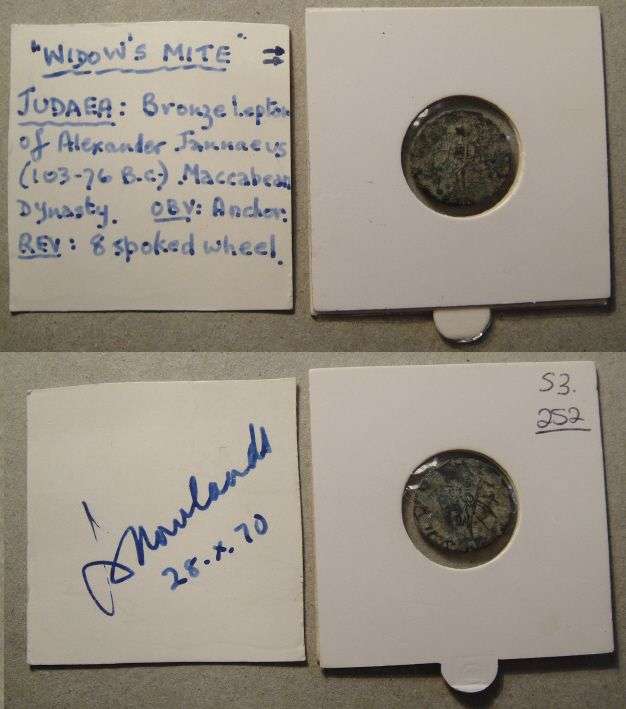 "WIDOW'S MITE" ⇒
JUDAEA: Bronze Lepton
of Alexander Jannaeus
(103-76 B.C.) Maccabean
Dynasty. OBV: Anchor.
REV: 8 spoked wheel.
S3.
252
28.x.70